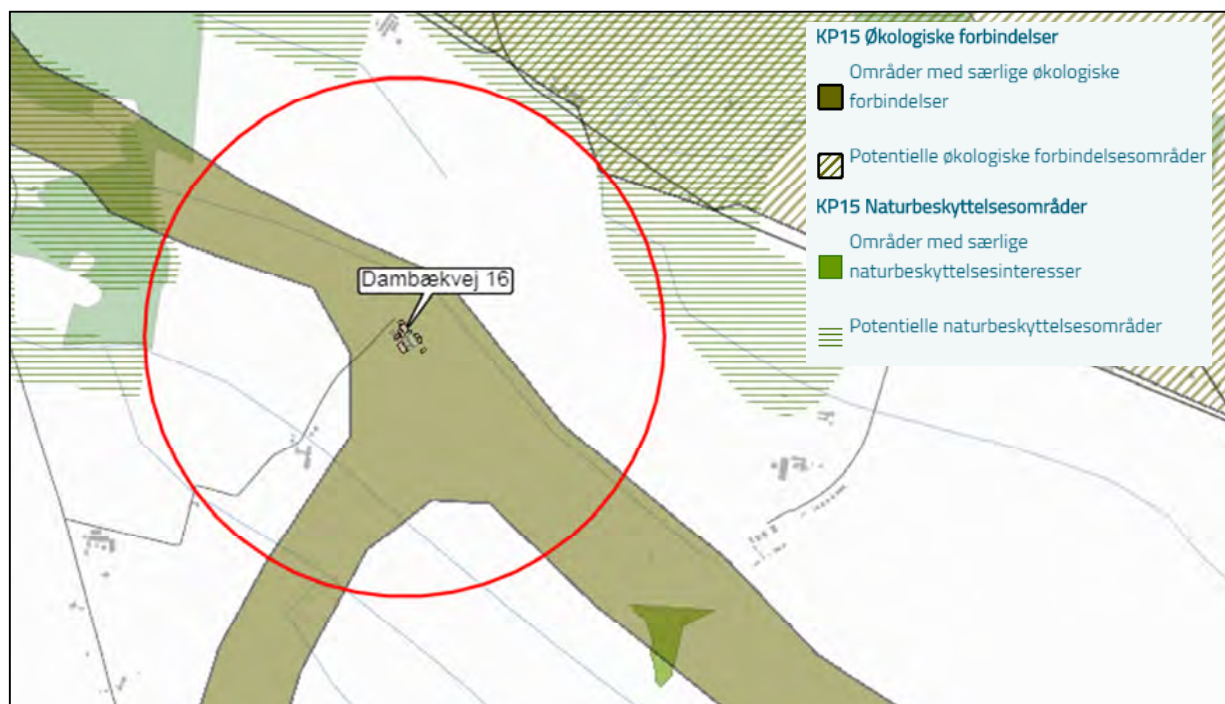 KP15 Økologiske forbindelser
Områder med særlige økologiske
forbindelser
Potentielle økologiske forbindelsesområder
KP15 Naturbeskyttelsesområder
Områder med særlige
naturbeskyttelsesinteresser
Potentielle naturbeskyttelsesområder
Dambækvej 16